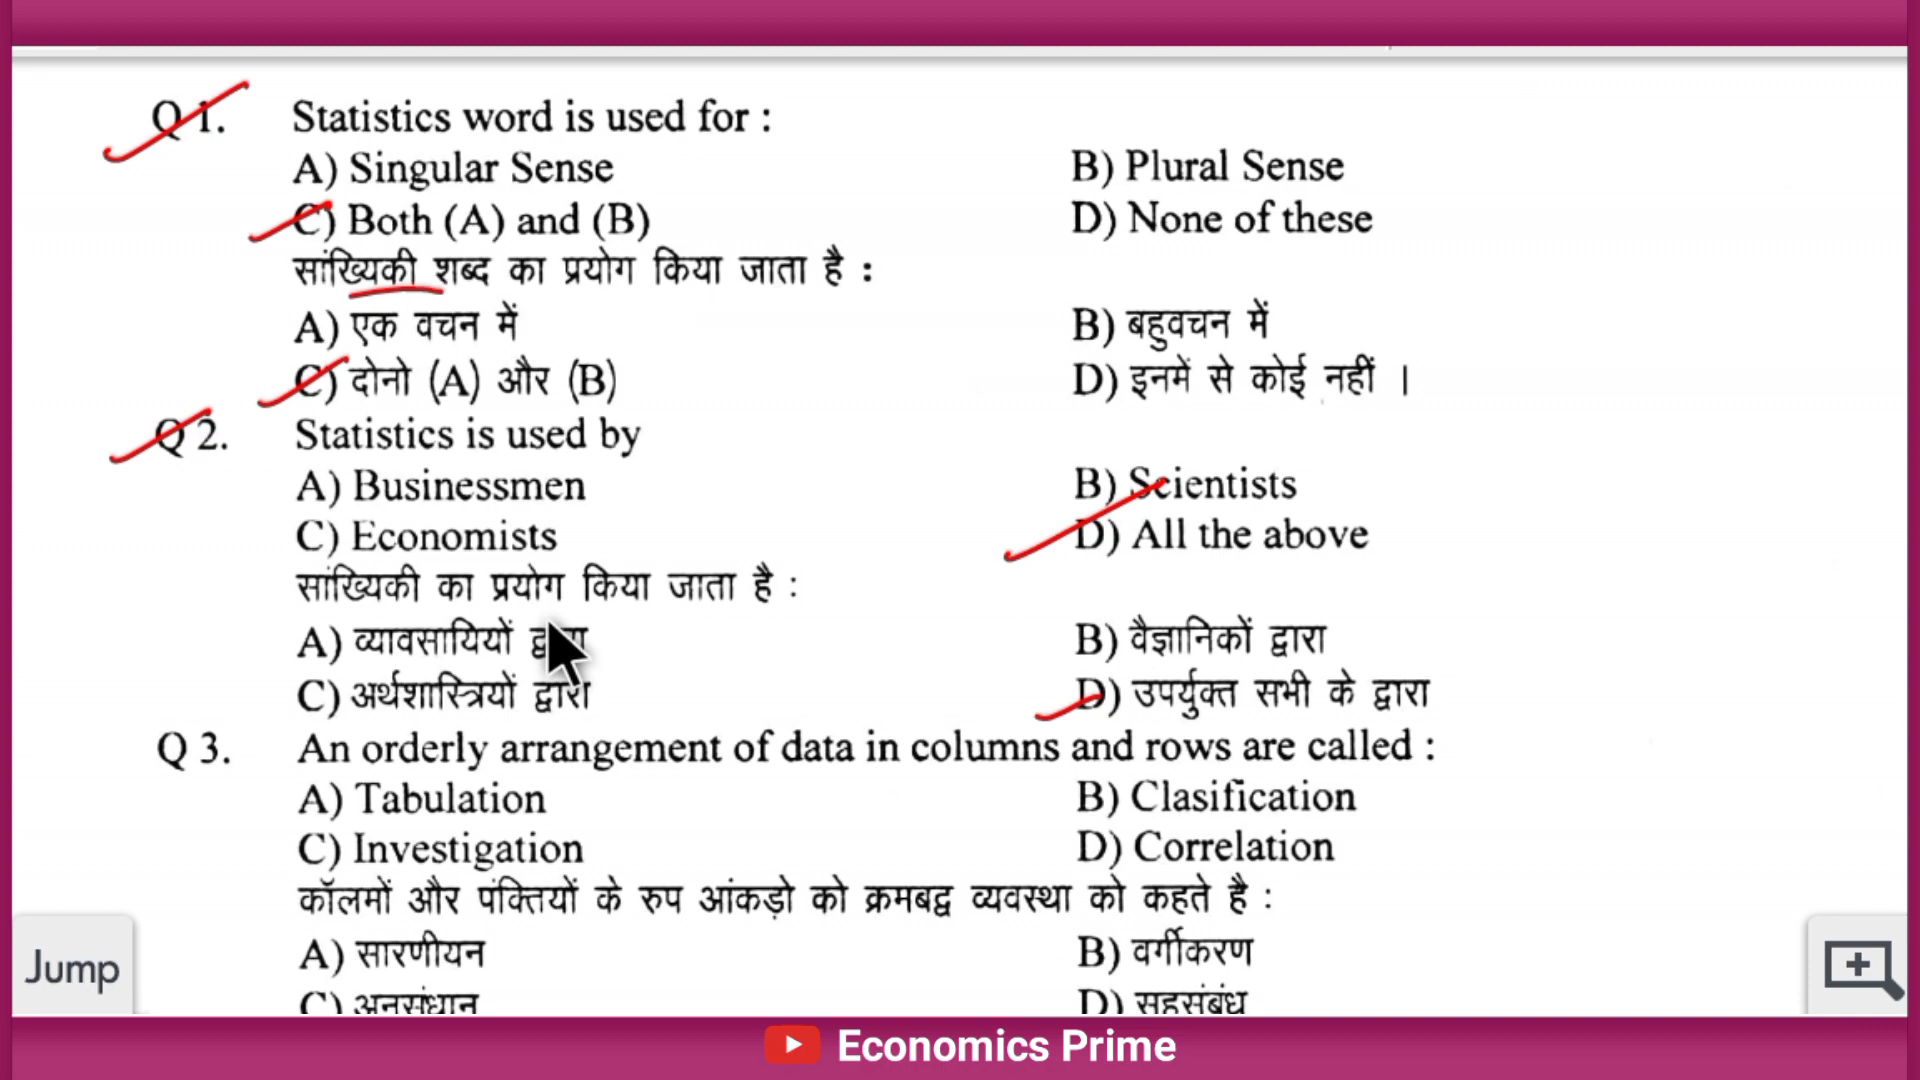 Q 1. Statistics word is used for :
A) Singular Sense B) Plural Sense
C) Both (A) and (B) D) None of these
सांख्यिकी शब्द का प्रयोग किया जाता है :
A) एक वचन में B) बहुवचन में
C) दोनो (A) और (B) D) इनमें से कोई नहीं ।
Q 2. Statistics is used by
A) Businessmen B) Scientists
C) Economists D) All the above
सांख्यिकी का प्रयोग किया जाता है :
A) व्यावसायियों द्वारा B) वैज्ञानिकों द्वारा
C) अर्थशास्त्रियों द्वारा D) उपर्युक्त सभी के द्वारा
Q 3. An orderly arrangement of data in columns and rows are called :
A) Tabulation B) Clasification
C) Investigation D) Correlation
कॉलमों और पंक्तियों के रुप आंकड़ो को क्रमबद्व व्यवस्था को कहते है :
A) सारणीयन B) वर्गीकरण
C) अनुसंधान D) सहसंबंध
Jump
Economics Prime